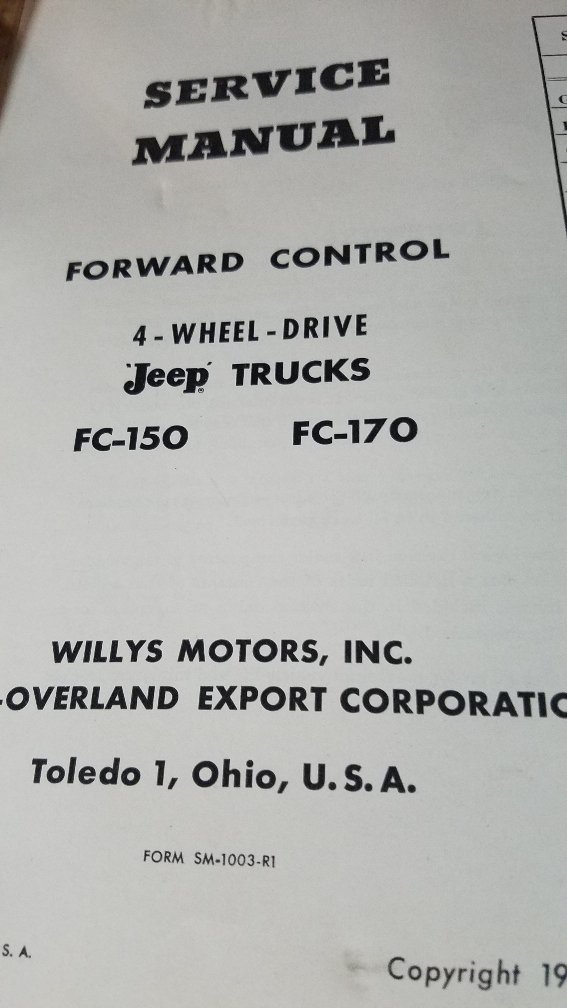 SERVICE
MANUAL
FORWARD CONTROL
4-WHEEL-DRIVE
'Jeep'® TRUCKS
FC-150 FC-170
WILLYS MOTORS, INC.
-OVERLAND EXPORT CORPORATIO
Toledo 1, Ohio, U.S.A.
FORM SM-1003-R1
S. A.
Copyright 19